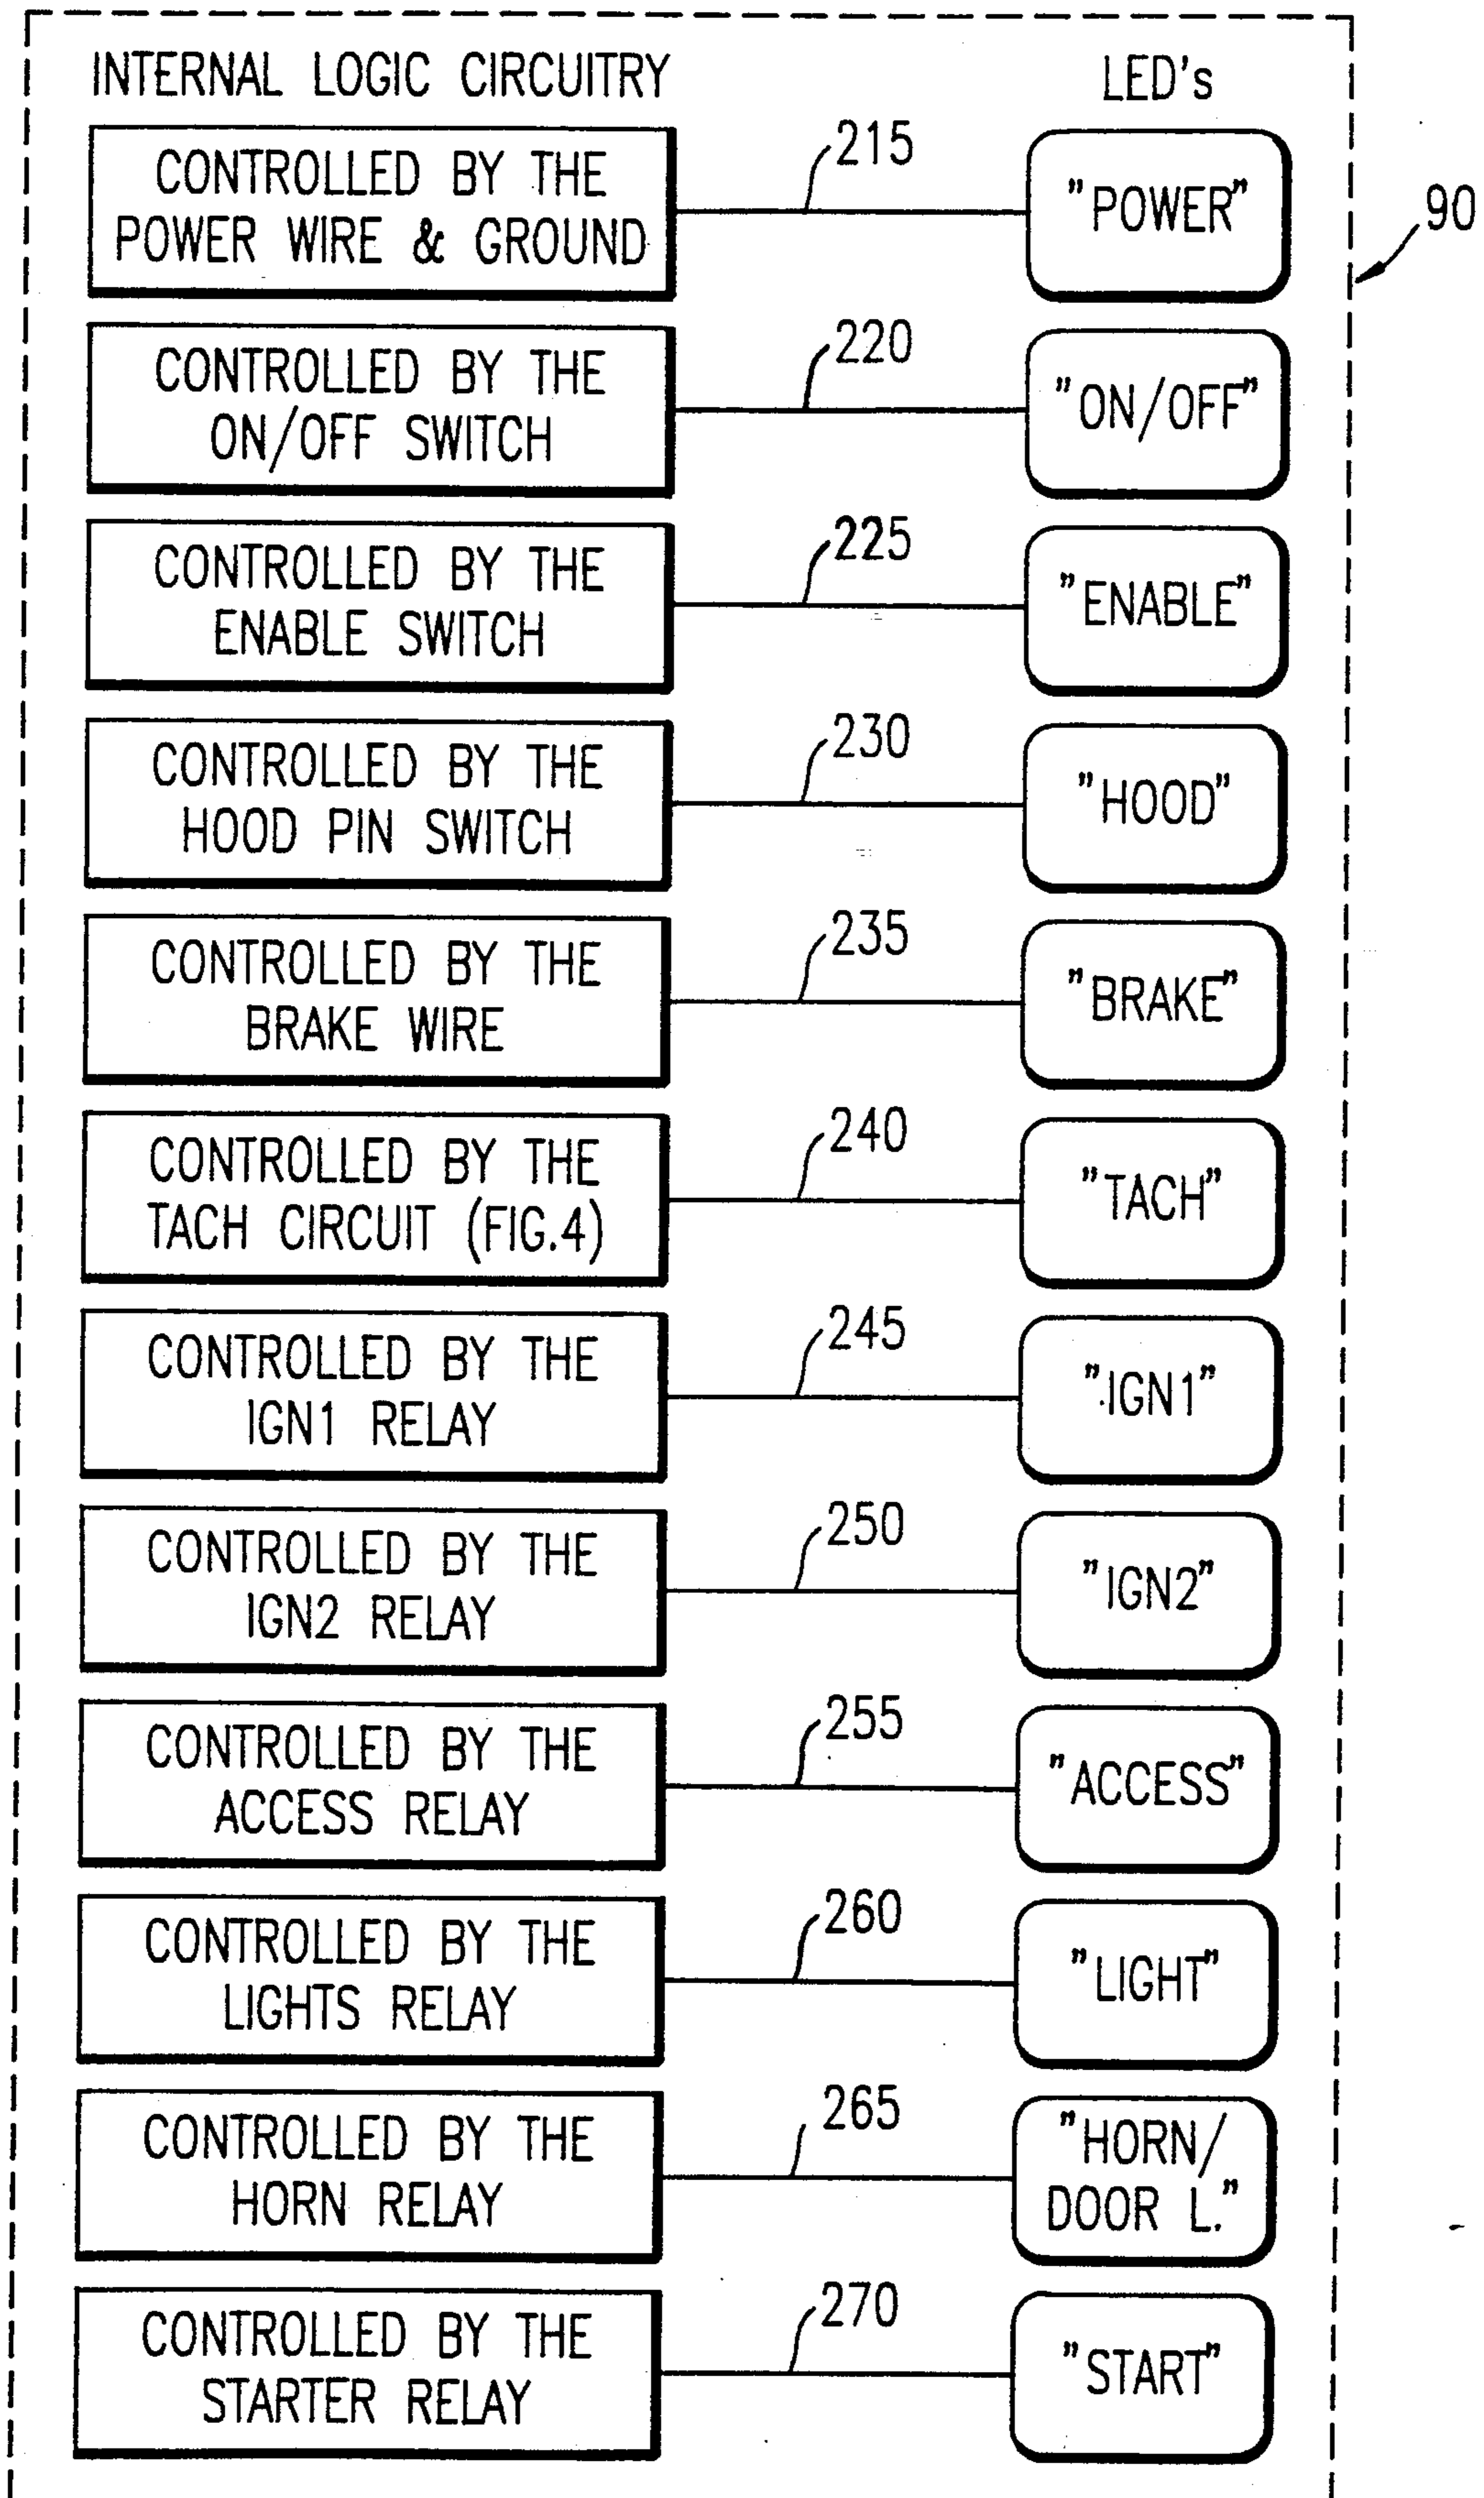 INTERNAL LOGIC CIRCUITRY
LED's
CONTROLLED BY THE
POWER WIRE & GROUND
215
"POWER"
90
CONTROLLED BY THE
ON/OFF SWITCH
220
"ON/OFF"
CONTROLLED BY THE
ENABLE SWITCH
225
"ENABLE"
CONTROLLED BY THE
HOOD PIN SWITCH
230
"HOOD"
CONTROLLED BY THE
BRAKE WIRE
235
"BRAKE"
CONTROLLED BY THE
TACH CIRCUIT (FIG.4)
240
"TACH"
CONTROLLED BY THE
IGN1 RELAY
245
"IGN1"
CONTROLLED BY THE
IGN2 RELAY
250
"IGN2"
CONTROLLED BY THE
ACCESS RELAY
255
"ACCESS"
CONTROLLED BY THE
LIGHTS RELAY
260
"LIGHT"
CONTROLLED BY THE
HORN RELAY
265
"HORN/
DOOR L."
CONTROLLED BY THE
STARTER RELAY
270
"START"